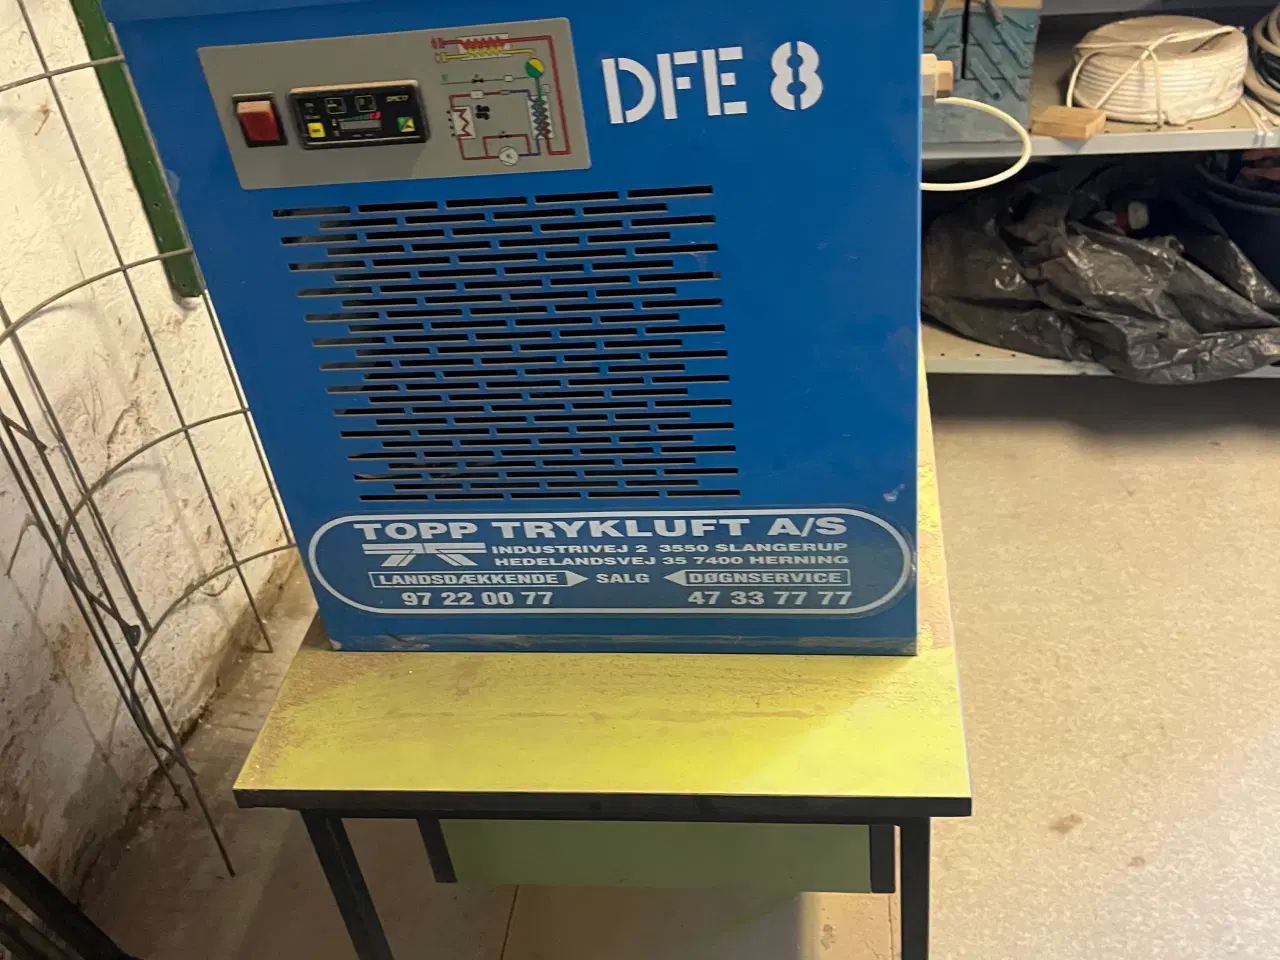 DFE 8
TOPP TRYKLUFT A/S
INDUSTRIVEJ 2 3550 SLANGERUP
HEDELANDSVEJ 35 7400 HERNING
LANDSDÆKKENDE SALG DØGNSERVICE
97 22 00 77 47 33 77 77